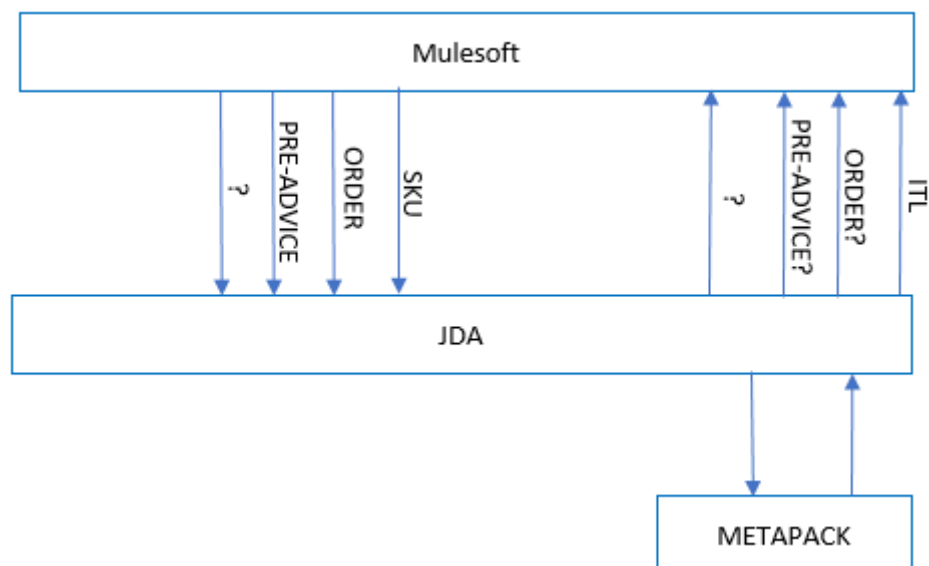 Mulesoft
?
PRE-ADVICE
ORDER
SKU
?
PRE-ADVICE?
ORDER?
ITL
JDA
METAPACK